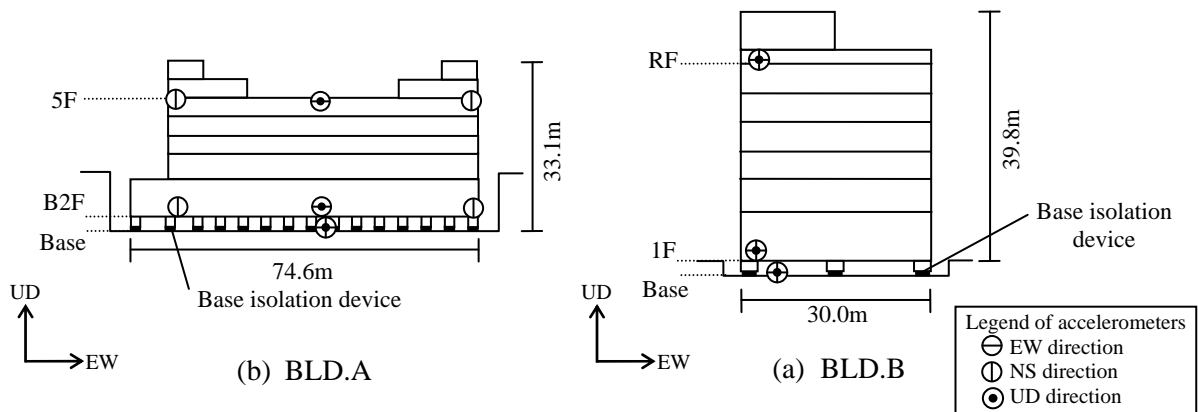 5F
B2F
Base
33.1m
74.6m
Base isolation device
UD
EW
(b) BLD.A
RF
1F
Base
39.8m
Base isolation
device
30.0m
UD
EW
(a) BLD.B
Legend of accelerometers
EW direction
NS direction
UD direction